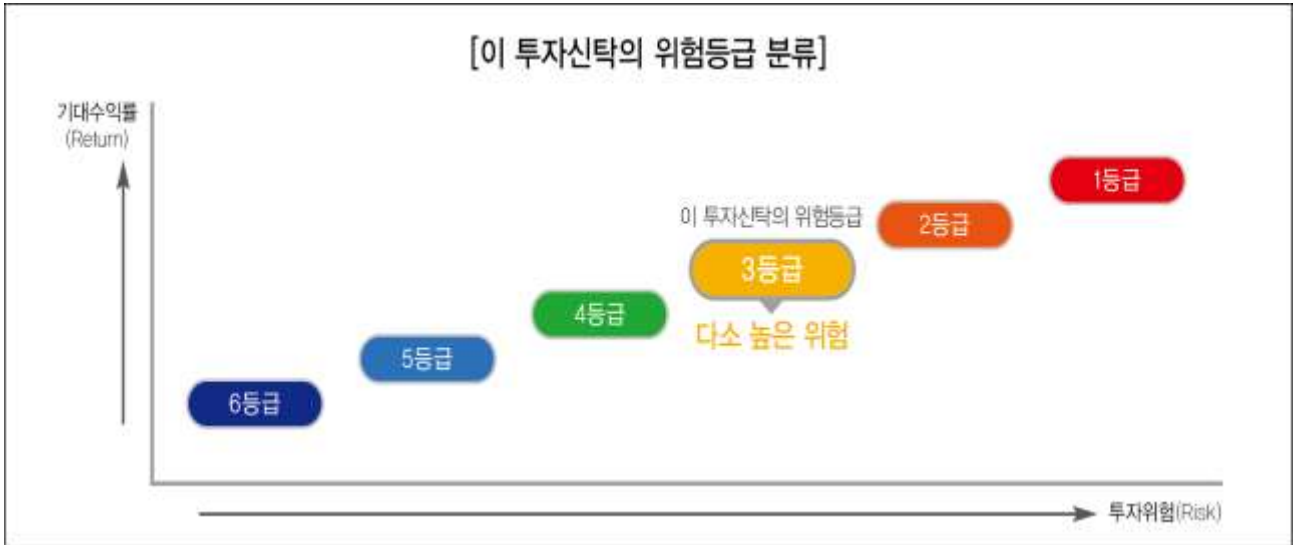 [이 투자신탁의 위험등급 분류]
기대수익률
(Return)
1등급
이 투자신탁의 위험등급
2등급
3등급
4등급
다소 높은 위험
5등급
6등급
투자위험(Risk)